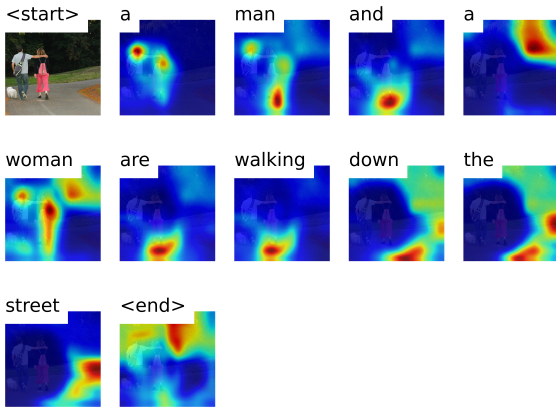 <start> a man and a
woman are walking down the
street <end>